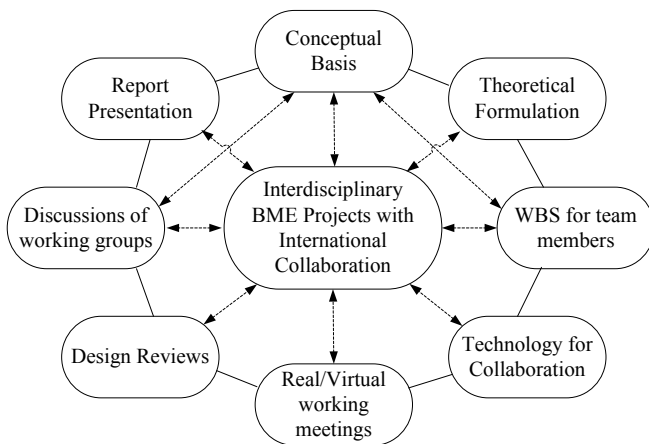 Conceptual
Basis
Report
Presentation
Theoretical
Formulation
Discussions of
working groups
Interdisciplinary
BME Projects with
International
Collaboration
WBS for team
members
Design Reviews
Real/Virtual
working
meetings
Technology for
Collaboration